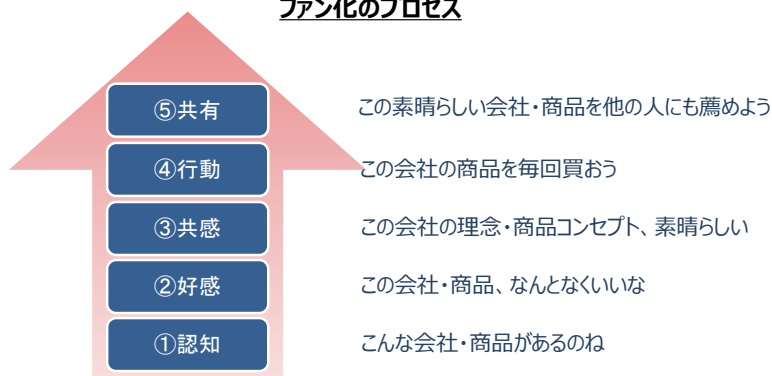 ファン化のプロセス
⑤共有 この素晴らしい会社・商品を他の人にも薦めよう
④行動 この会社の商品を毎回買おう
③共感 この会社の理念・商品コンセプト、素晴らしい
②好感 この会社・商品、なんとなくいいな
①認知 こんな会社・商品があるのね